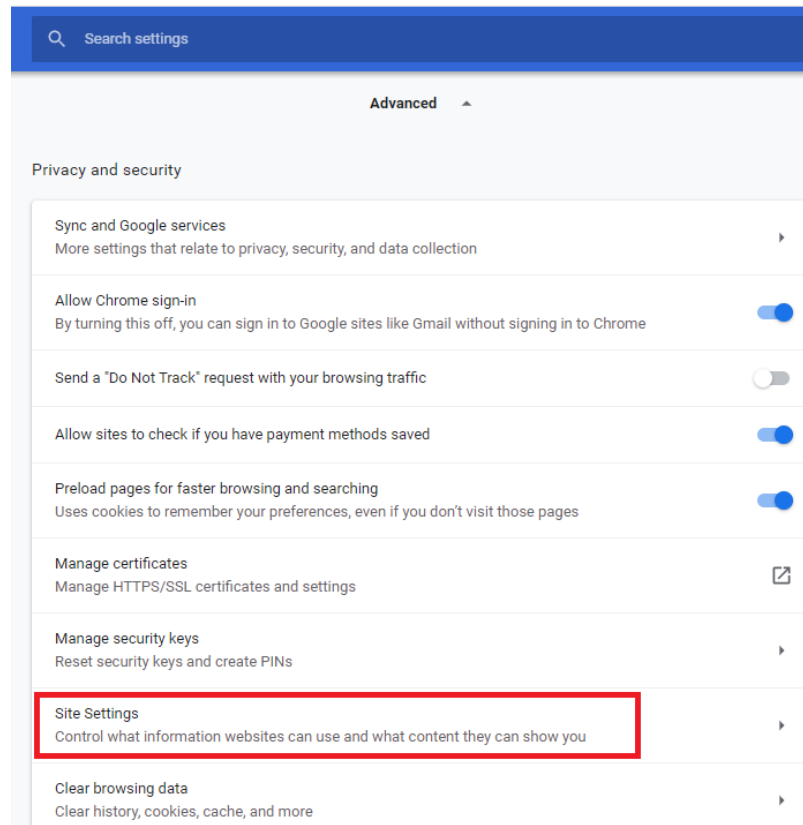 Search settings
Advanced
Privacy and security
Sync and Google services
More settings that relate to privacy, security, and data collection
Allow Chrome sign-in
By turning this off, you can sign in to Google sites like Gmail without signing in to Chrome
Send a "Do Not Track" request with your browsing traffic
Allow sites to check if you have payment methods saved
Preload pages for faster browsing and searching
Uses cookies to remember your preferences, even if you don't visit those pages
Manage certificates
Manage HTTPS/SSL certificates and settings
Manage security keys
Reset security keys and create PINs
Site Settings
Control what information websites can use and what content they can show you
Clear browsing data
Clear history, cookies, cache, and more